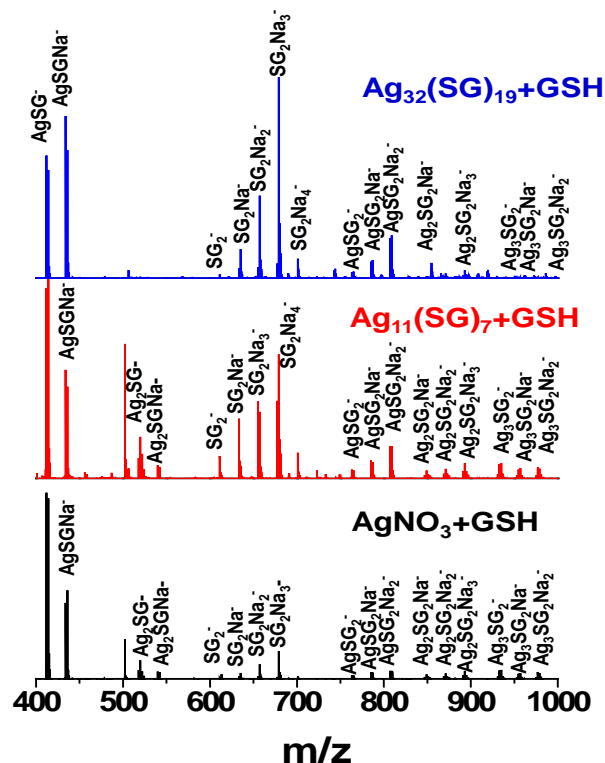 Ag₃₂(SG)₁₉+GSH
AgSG⁻
AgSGNa⁻
SG₂⁻
SG₂Na⁻
SG₂Na₂⁻
SG₂Na₃⁻
SG₂Na₄⁻
AgSG₂⁻
AgSG₂Na⁻
AgSG₂Na₂⁻
Ag₂SG₂Na⁻
Ag₂SG₂Na₃⁻
Ag₃SG₂⁻
Ag₃SG₂Na⁻
Ag₃SG₂Na₂⁻
Ag₁₁(SG)₇+GSH
AgSGNa⁻
Ag₂SG-
Ag₂SGNa-
SG₂⁻
SG₂Na⁻
SG₂Na₃⁻
SG₂Na₄⁻
AgSG₂⁻
AgSG₂Na⁻
AgSG₂Na₂⁻
Ag₂SG₂Na⁻
Ag₂SG₂Na₂⁻
Ag₂SG₂Na₃⁻
Ag₃SG₂⁻
Ag₃SG₂Na⁻
Ag₃SG₂Na₂⁻
AgNO₃+GSH
AgSGNa⁻
Ag₂SG-
Ag₂SGNa-
SG₂⁻
SG₂Na⁻
SG₂Na₂⁻
SG₂Na₃⁻
AgSG₂⁻
AgSG₂Na⁻
AgSG₂Na₂⁻
Ag₂SG₂Na⁻
Ag₂SG₂Na₂⁻
Ag₂SG₂Na₃⁻
Ag₃SG₂⁻
Ag₃SG₂Na⁻
Ag₃SG₂Na₂⁻
400 500 600 700 800 900 1000
m/z